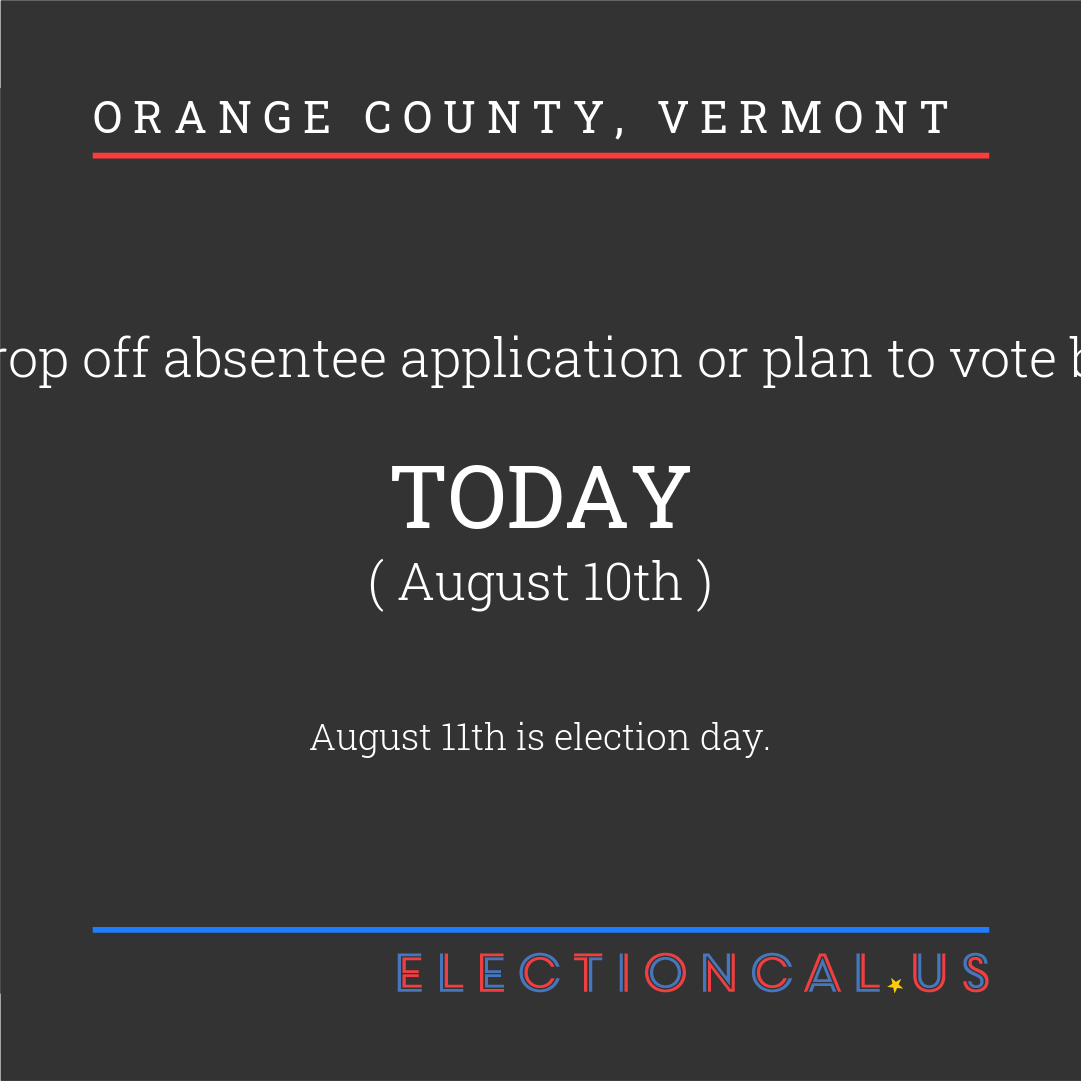 ORANGE COUNTY, VERMONT
rop off absentee application or plan to vote b
TODAY
( August 10th )
August 11th is election day.
ELECTIONCAL.US